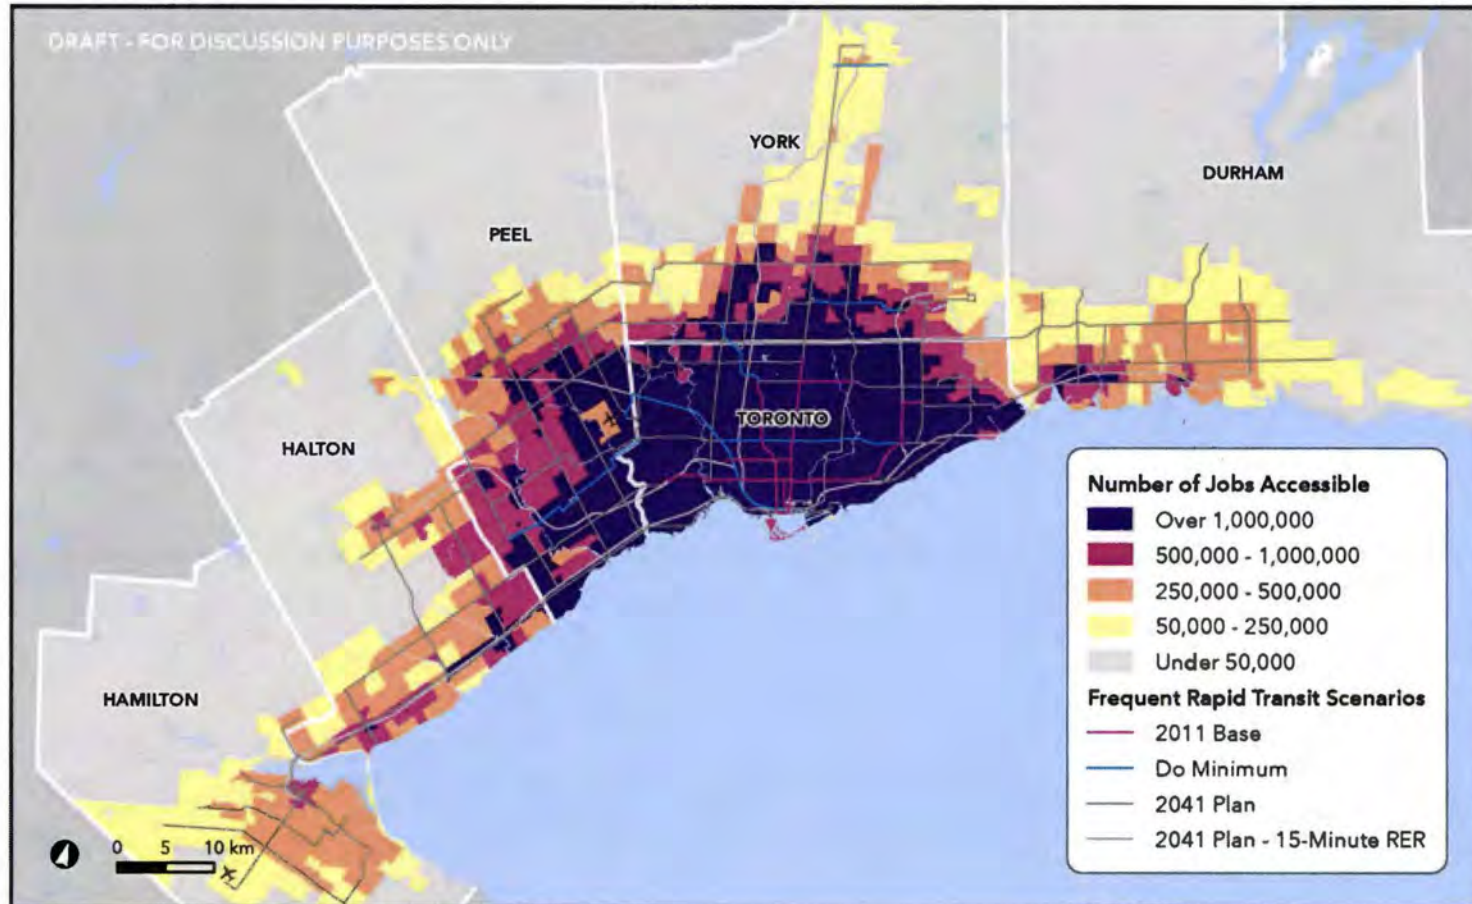 DRAFT - FOR DISCUSSION PURPOSES ONLY
YORK
DURHAM
PEEL
TORONTO
HALTON
HAMILTON
0 5 10 km
Number of Jobs Accessible
Over 1,000,000
500,000 - 1,000,000
250,000 - 500,000
50,000 - 250,000
Under 50,000
Frequent Rapid Transit Scenarios
2011 Base
Do Minimum
2041 Plan
2041 Plan - 15-Minute RER